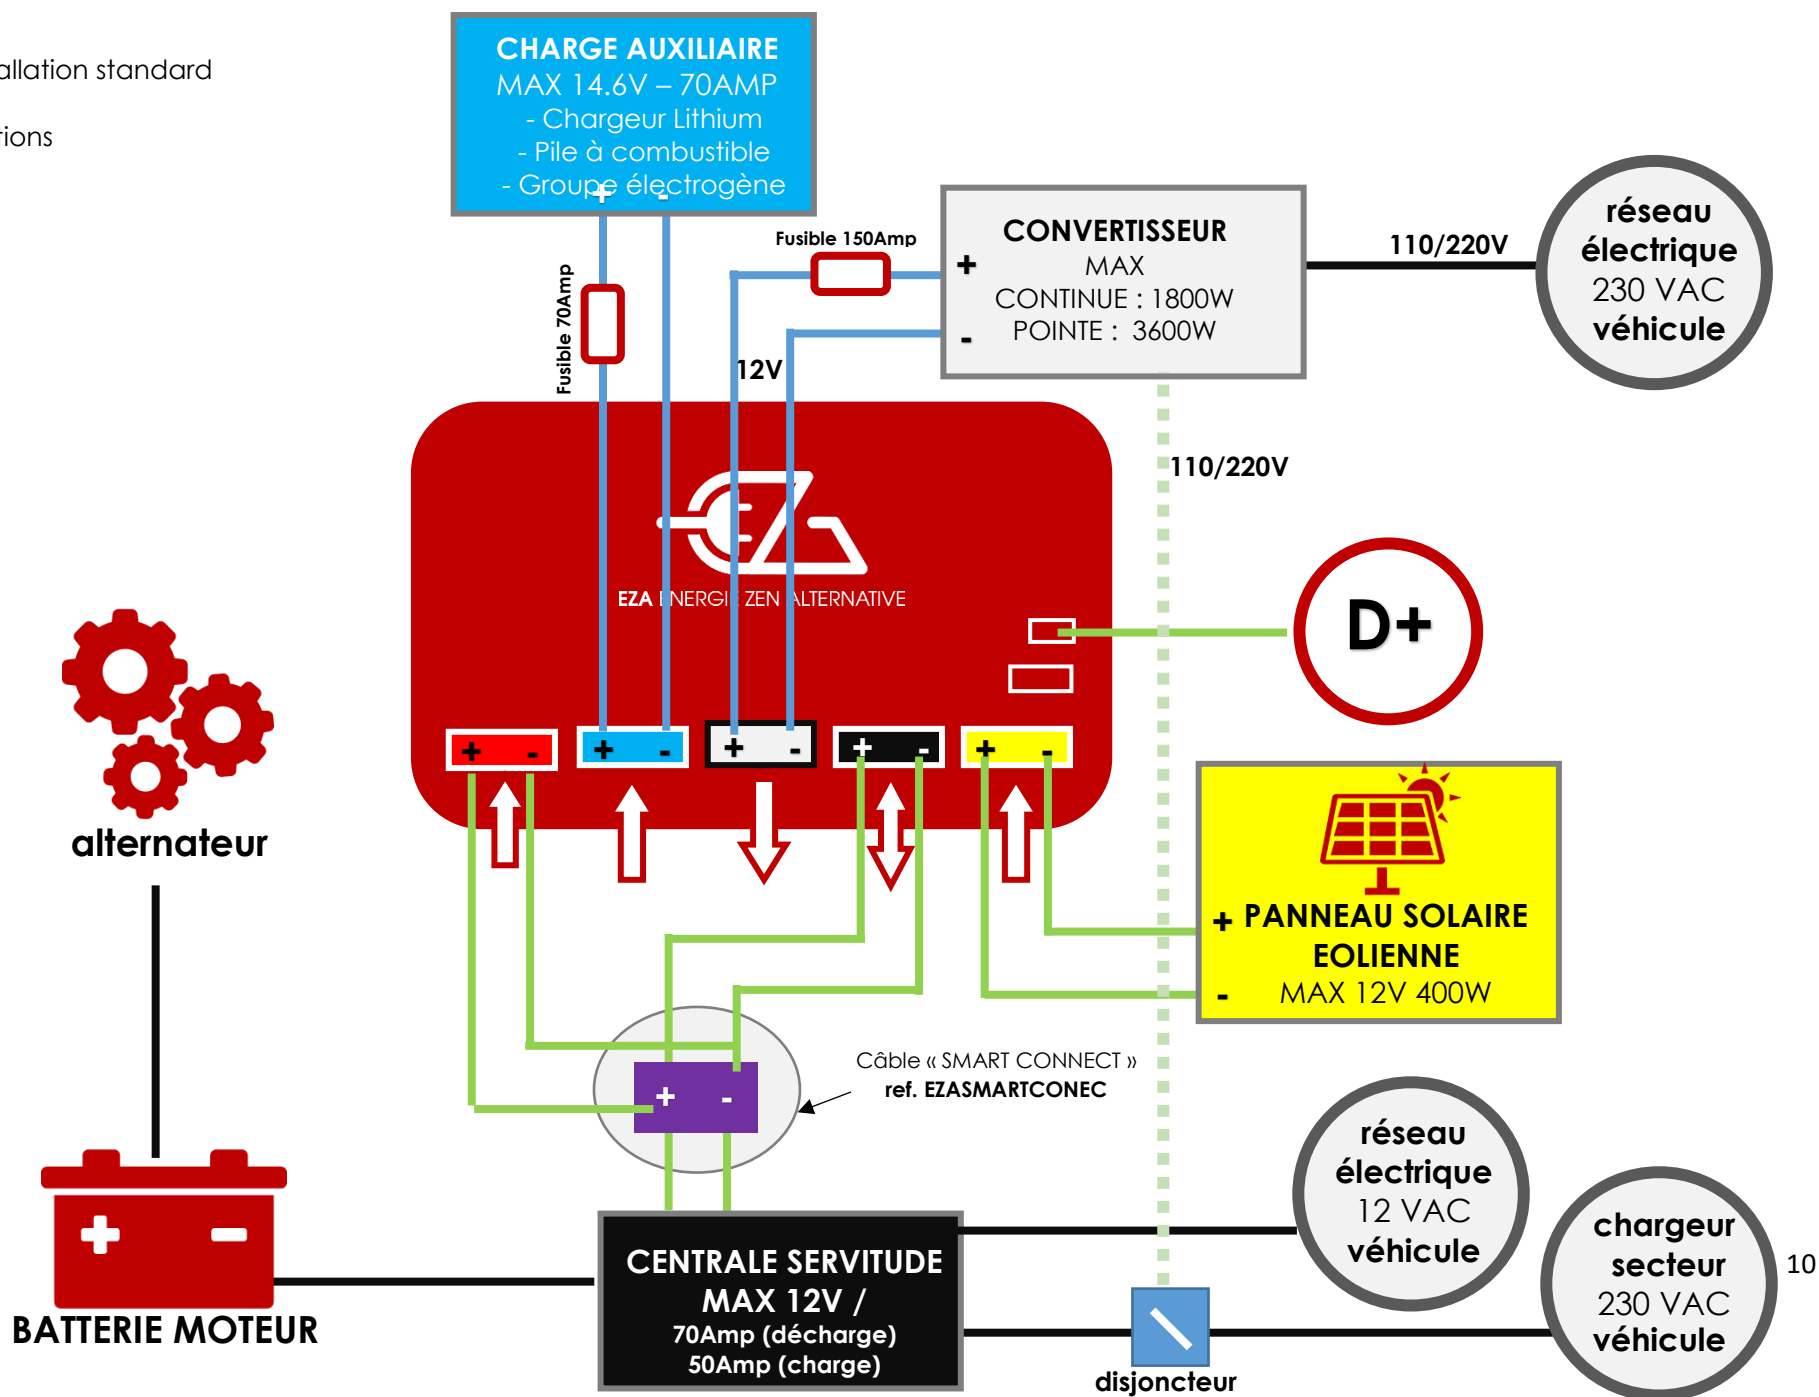 allation standard
tions
CHARGE AUXILIAIRE
MAX 14.6V – 70AMP
- Chargeur Lithium
- Pile à combustible
- Groupe électrogène
+ -
Fusible 70Amp
Fusible 150Amp
12V
CONVERTISSEUR
MAX
CONTINUE : 1800W
POINTE : 3600W
+
-
110/220V
réseau
électrique
230 VAC
véhicule
110/220V
EZA ENERGIE ZEN ALTERNATIVE
D+
+ -
+ -
+ -
+ -
+ -
alternateur
+ PANNEAU SOLAIRE
EOLIENNE
- MAX 12V 400W
Câble « SMART CONNECT »
ref. EZASMARTCONEC
+ -
réseau
électrique
12 VAC
véhicule
chargeur
secteur
230 VAC
véhicule
10
+ -
BATTERIE MOTEUR
CENTRALE SERVITUDE
MAX 12V /
70Amp (décharge)
50Amp (charge)
disjoncteur